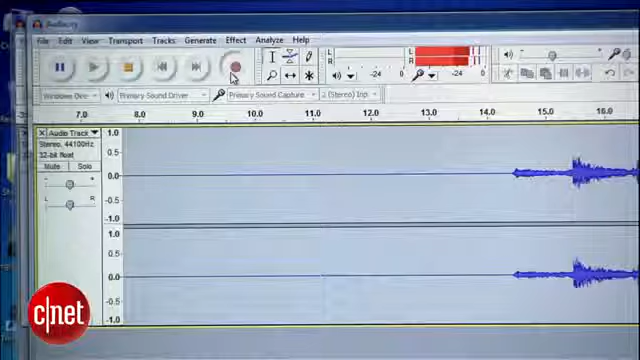 Audacity
File Edit View Transport Tracks Generate Effect Analyze Help
L R -24 0 L R -24 0
Primary Sound Driver Primary Sound Capture 2 (Stereo) Inp
7.0 8.0 9.0 10.0 11.0 12.0 13.0 14.0 15.0 16.0
X Audio Track 1.0
Stereo, 44100Hz
32-bit float 0.5
Mute Solo
- + 0.0
L R -0.5
-1.0
1.0
0.5
0.0
-0.5
-1.0
c|net